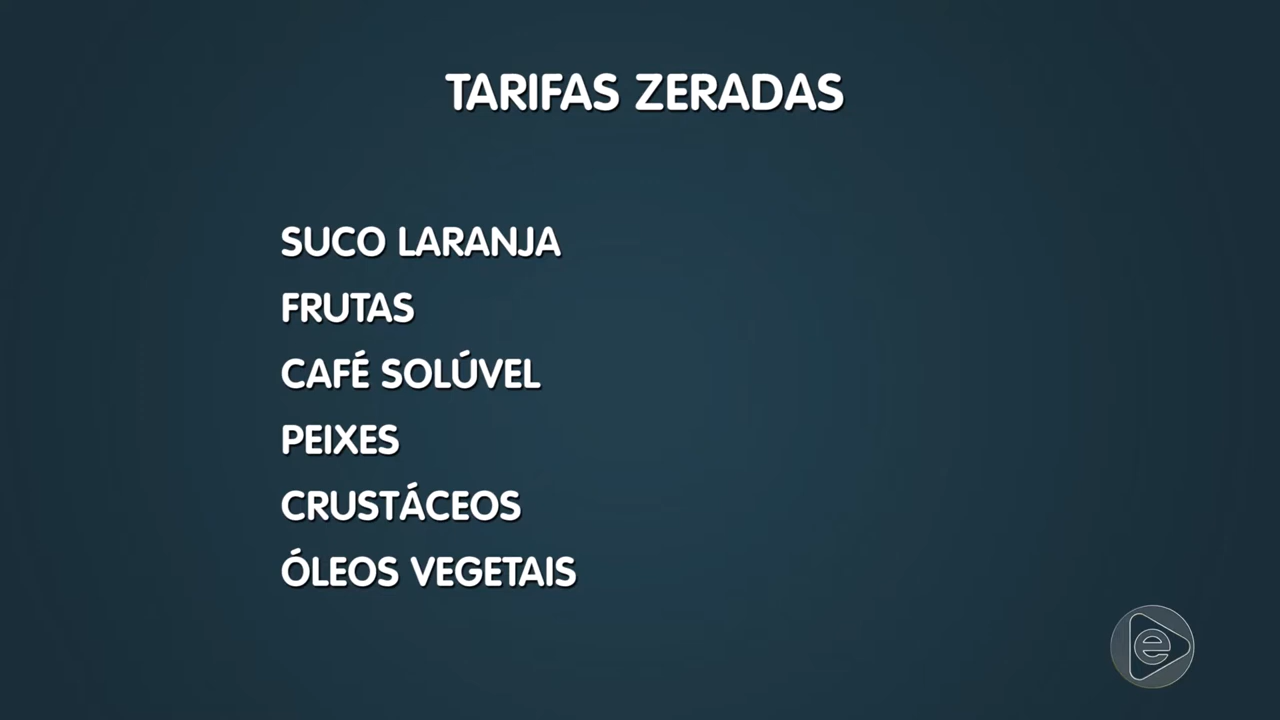 TARIFAS ZERADAS
SUCO LARANJA
FRUTAS
CAFÉ SOLÚVEL
PEIXES
CRUSTÁCEOS
ÓLEOS VEGETAIS
e